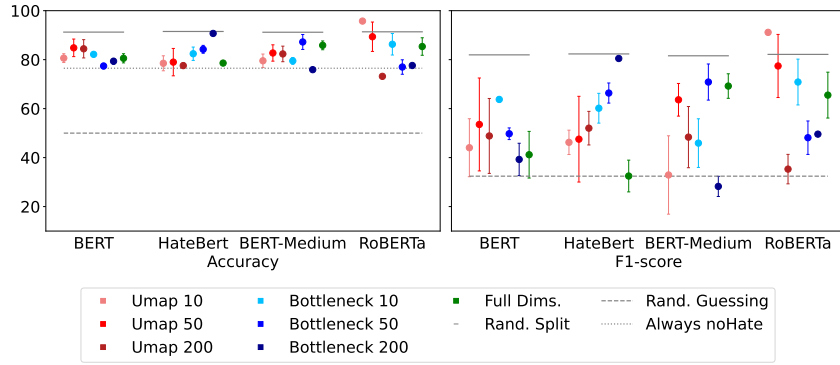 100
80
60
40
20
BERT HateBert BERT-Medium RoBERTa
Accuracy
BERT HateBert BERT-Medium RoBERTa
F1-score
Umap 10 Bottleneck 10 Full Dims. Rand. Guessing
Umap 50 Bottleneck 50 Rand. Split Always noHate
Umap 200 Bottleneck 200